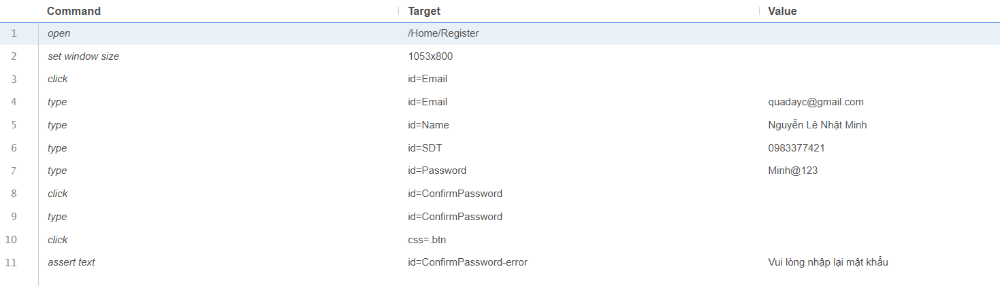 Command Target Value
1 open /Home/Register
2 set window size 1053x800
3 click id=Email
4 type id=Email quadayc@gmail.com
5 type id=Name Nguyễn Lê Nhật Minh
6 type id=SDT 0983377421
7 type id=Password Minh@123
8 click id=ConfirmPassword
9 type id=ConfirmPassword
10 click css=.btn
11 assert text id=ConfirmPassword-error Vui lòng nhập lại mật khẩu